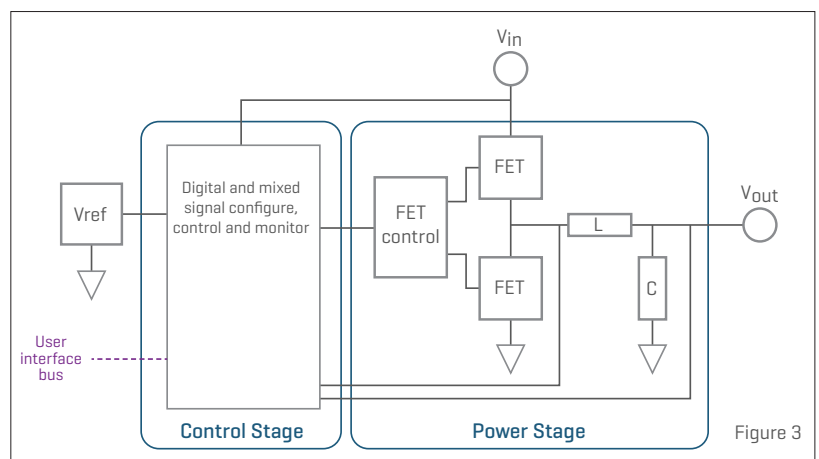 Vin
Digital and mixed
signal configure,
control and monitor
Vref
FET
control
FET
FET
L
C
Vout
User
interface
bus
Control Stage
Power Stage
Figure 3